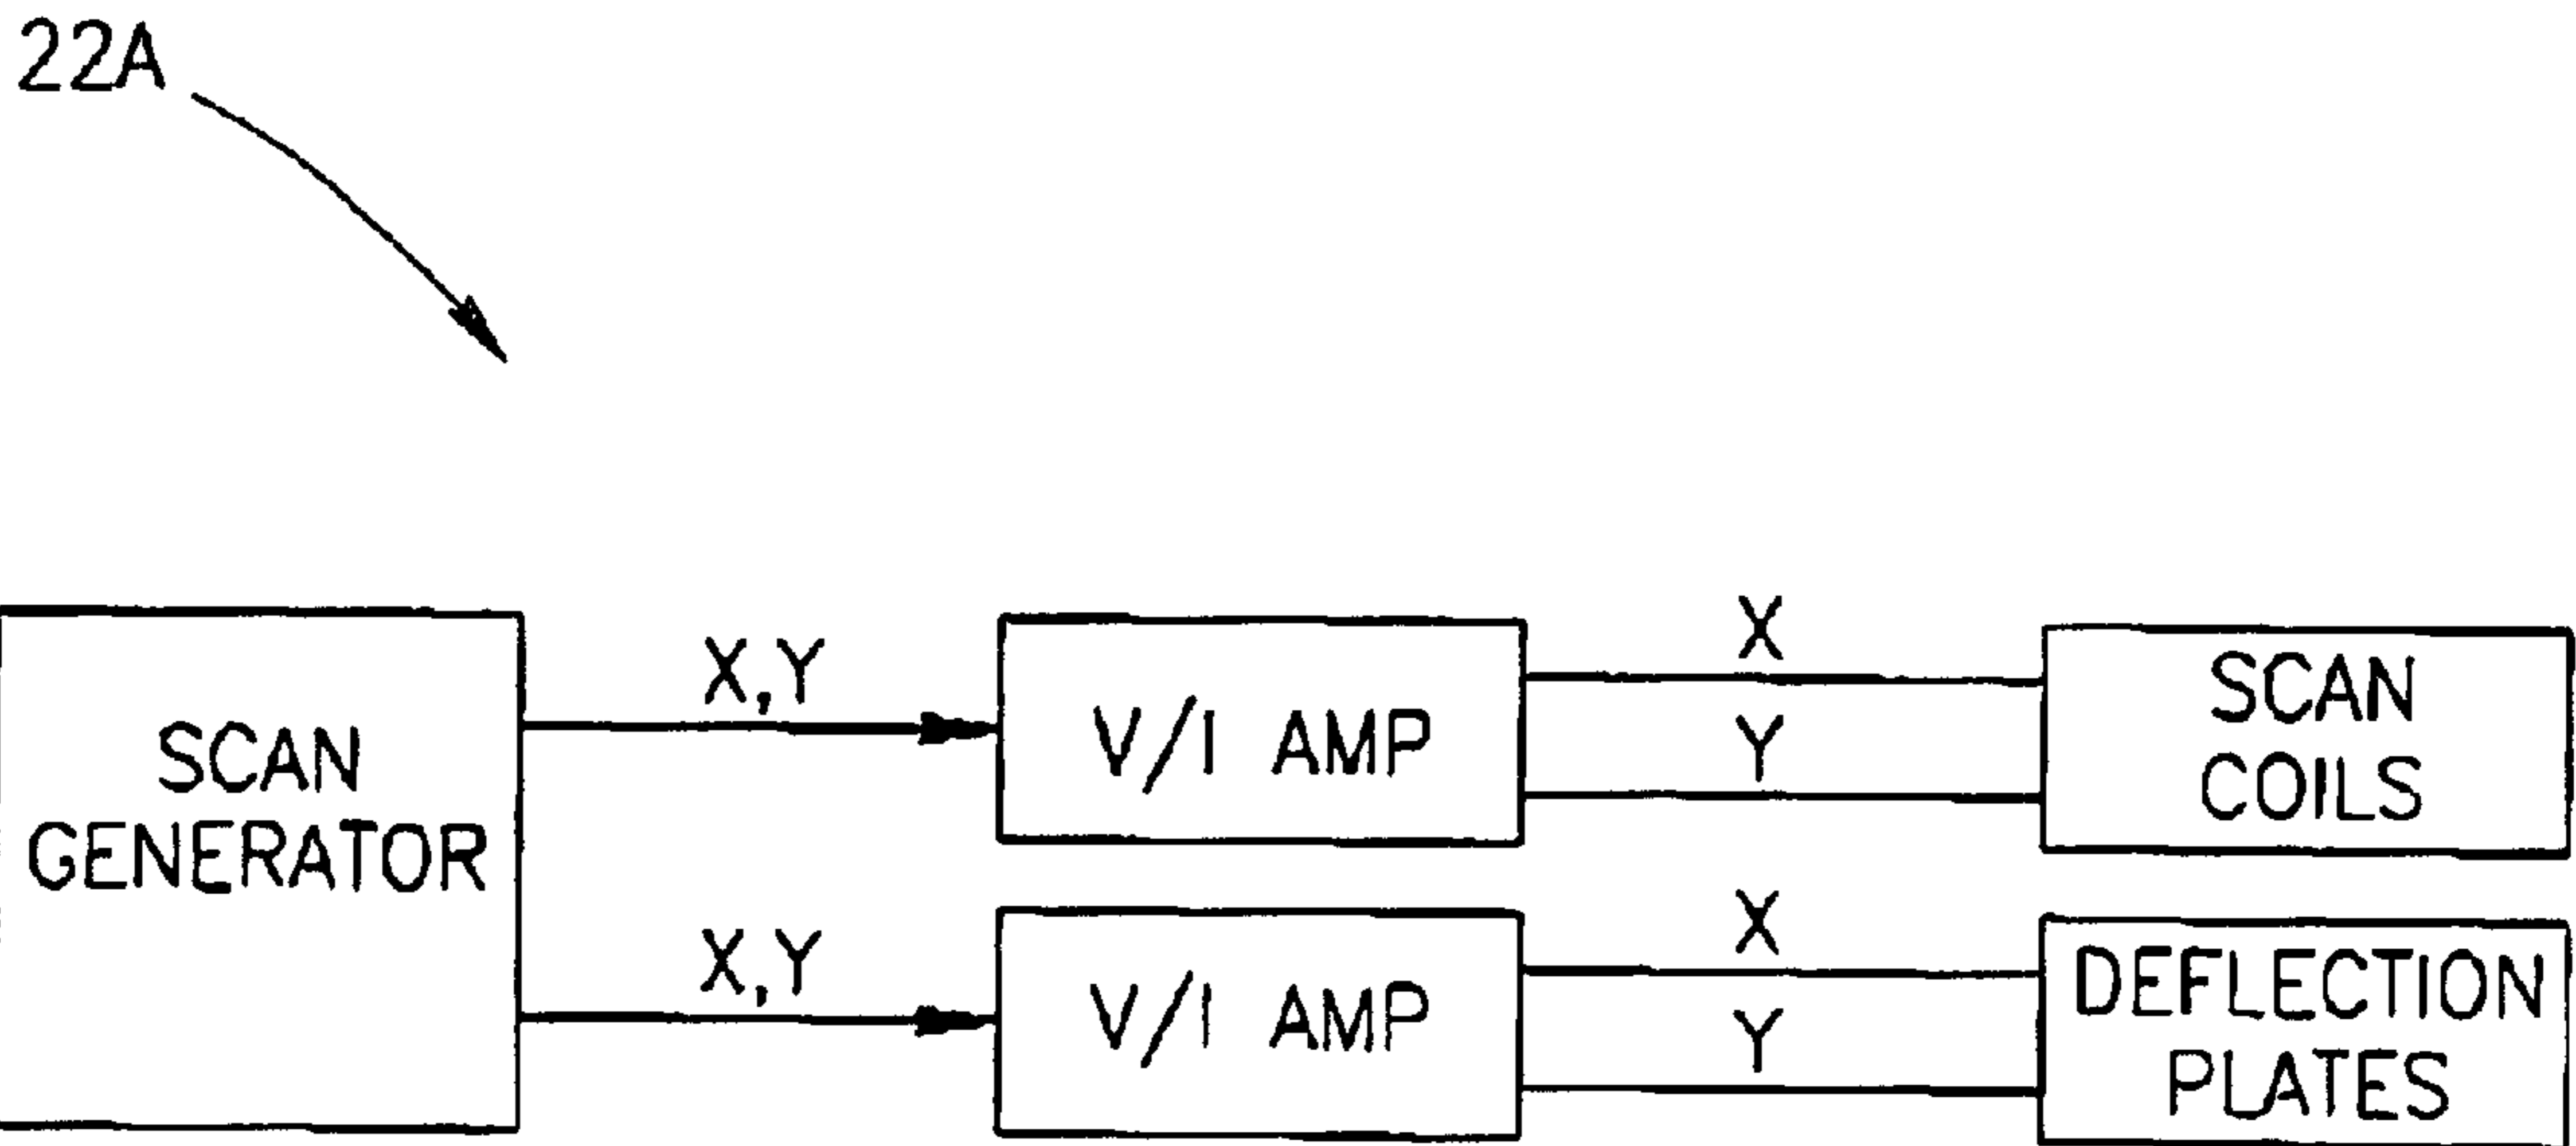 22A
SCAN
GENERATOR
X,Y
V/I AMP
X
Y
SCAN
COILS
X,Y
V/I AMP
X
Y
DEFLECTION
PLATES